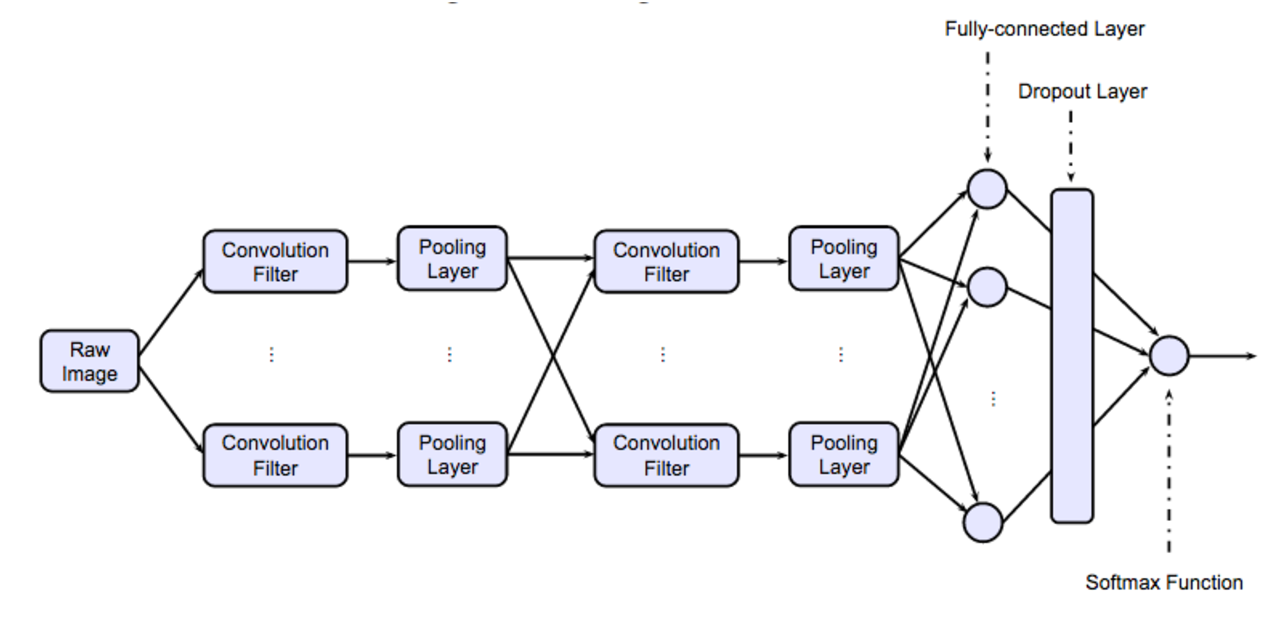 Fully-connected Layer
Dropout Layer
Convolution
Filter
Pooling
Layer
Convolution
Filter
Pooling
Layer
Raw
Image
Convolution
Filter
Pooling
Layer
Convolution
Filter
Pooling
Layer
Softmax Function